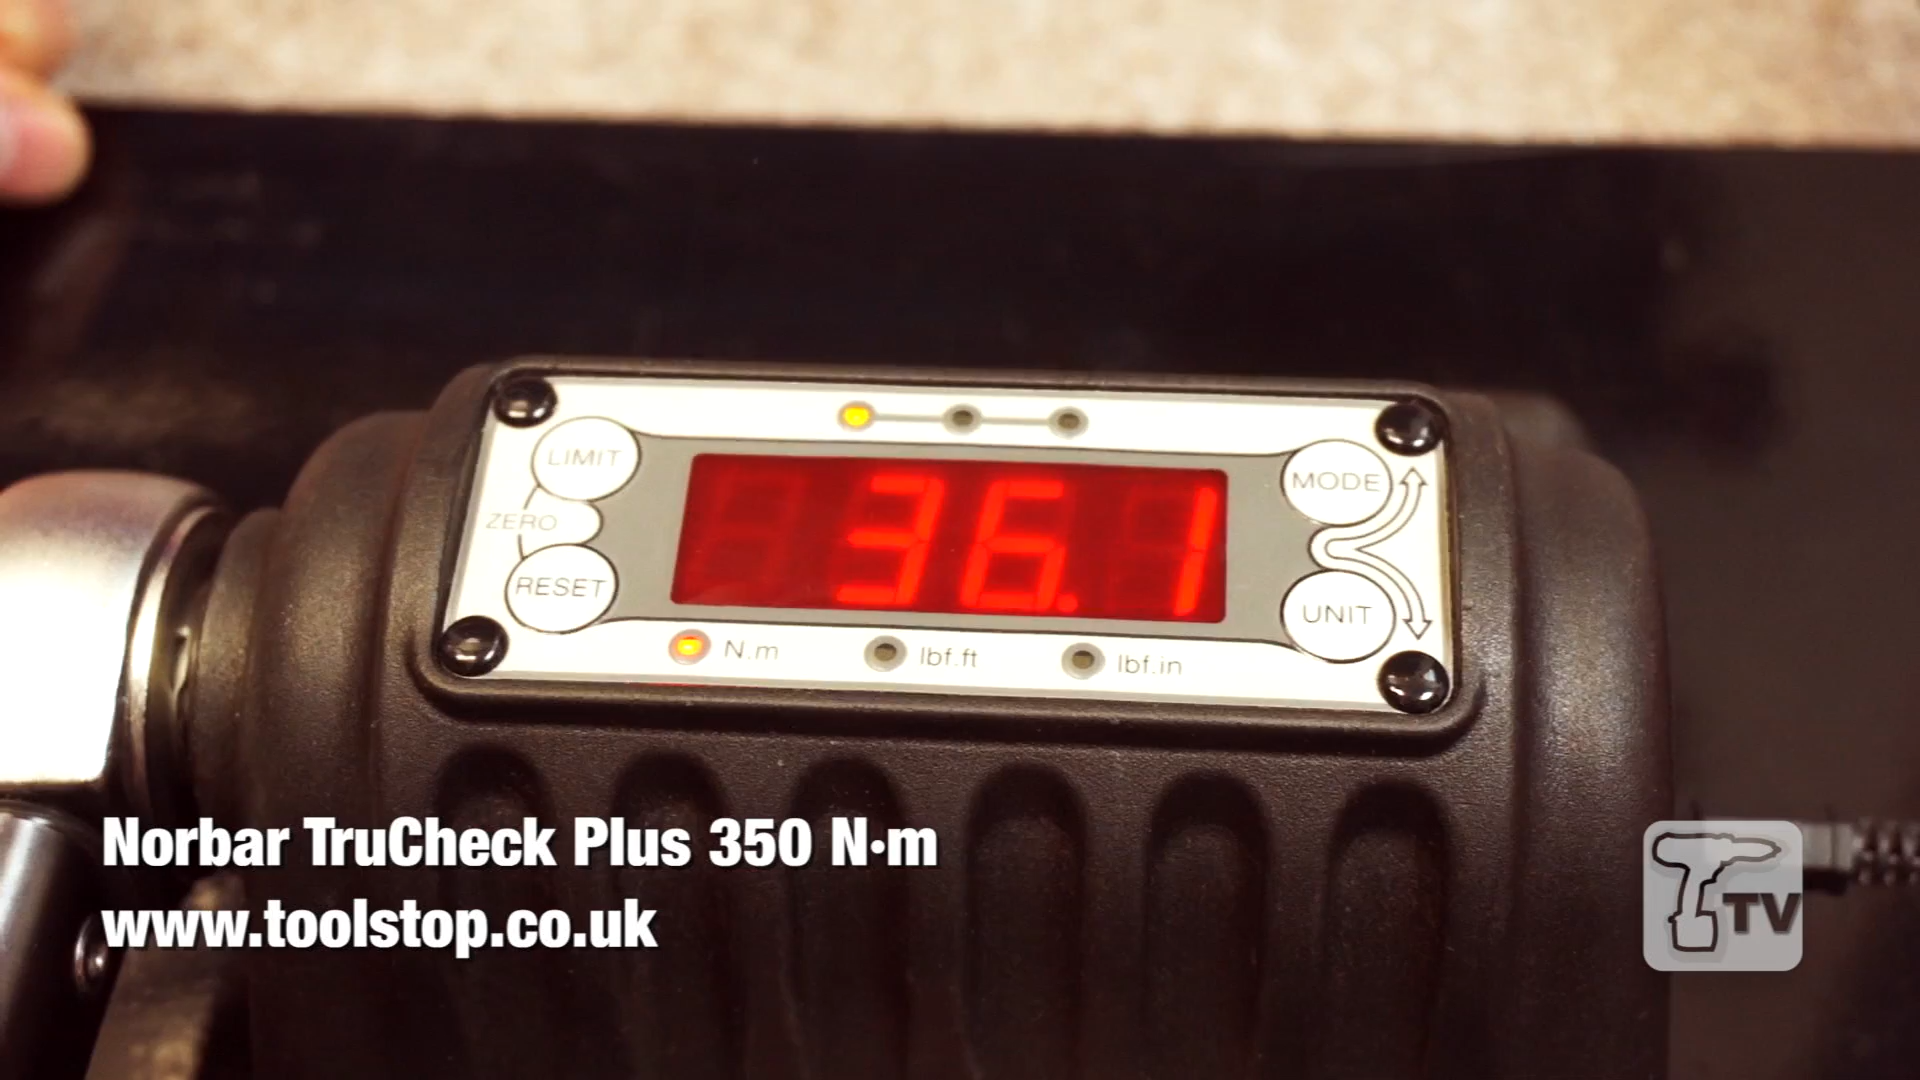 LIMIT
ZERO
RESET
36.1
MODE
UNIT
N.m
lbf.ft
lbf.in
Norbar TruCheck Plus 350 N·m
www.toolstop.co.uk
TV